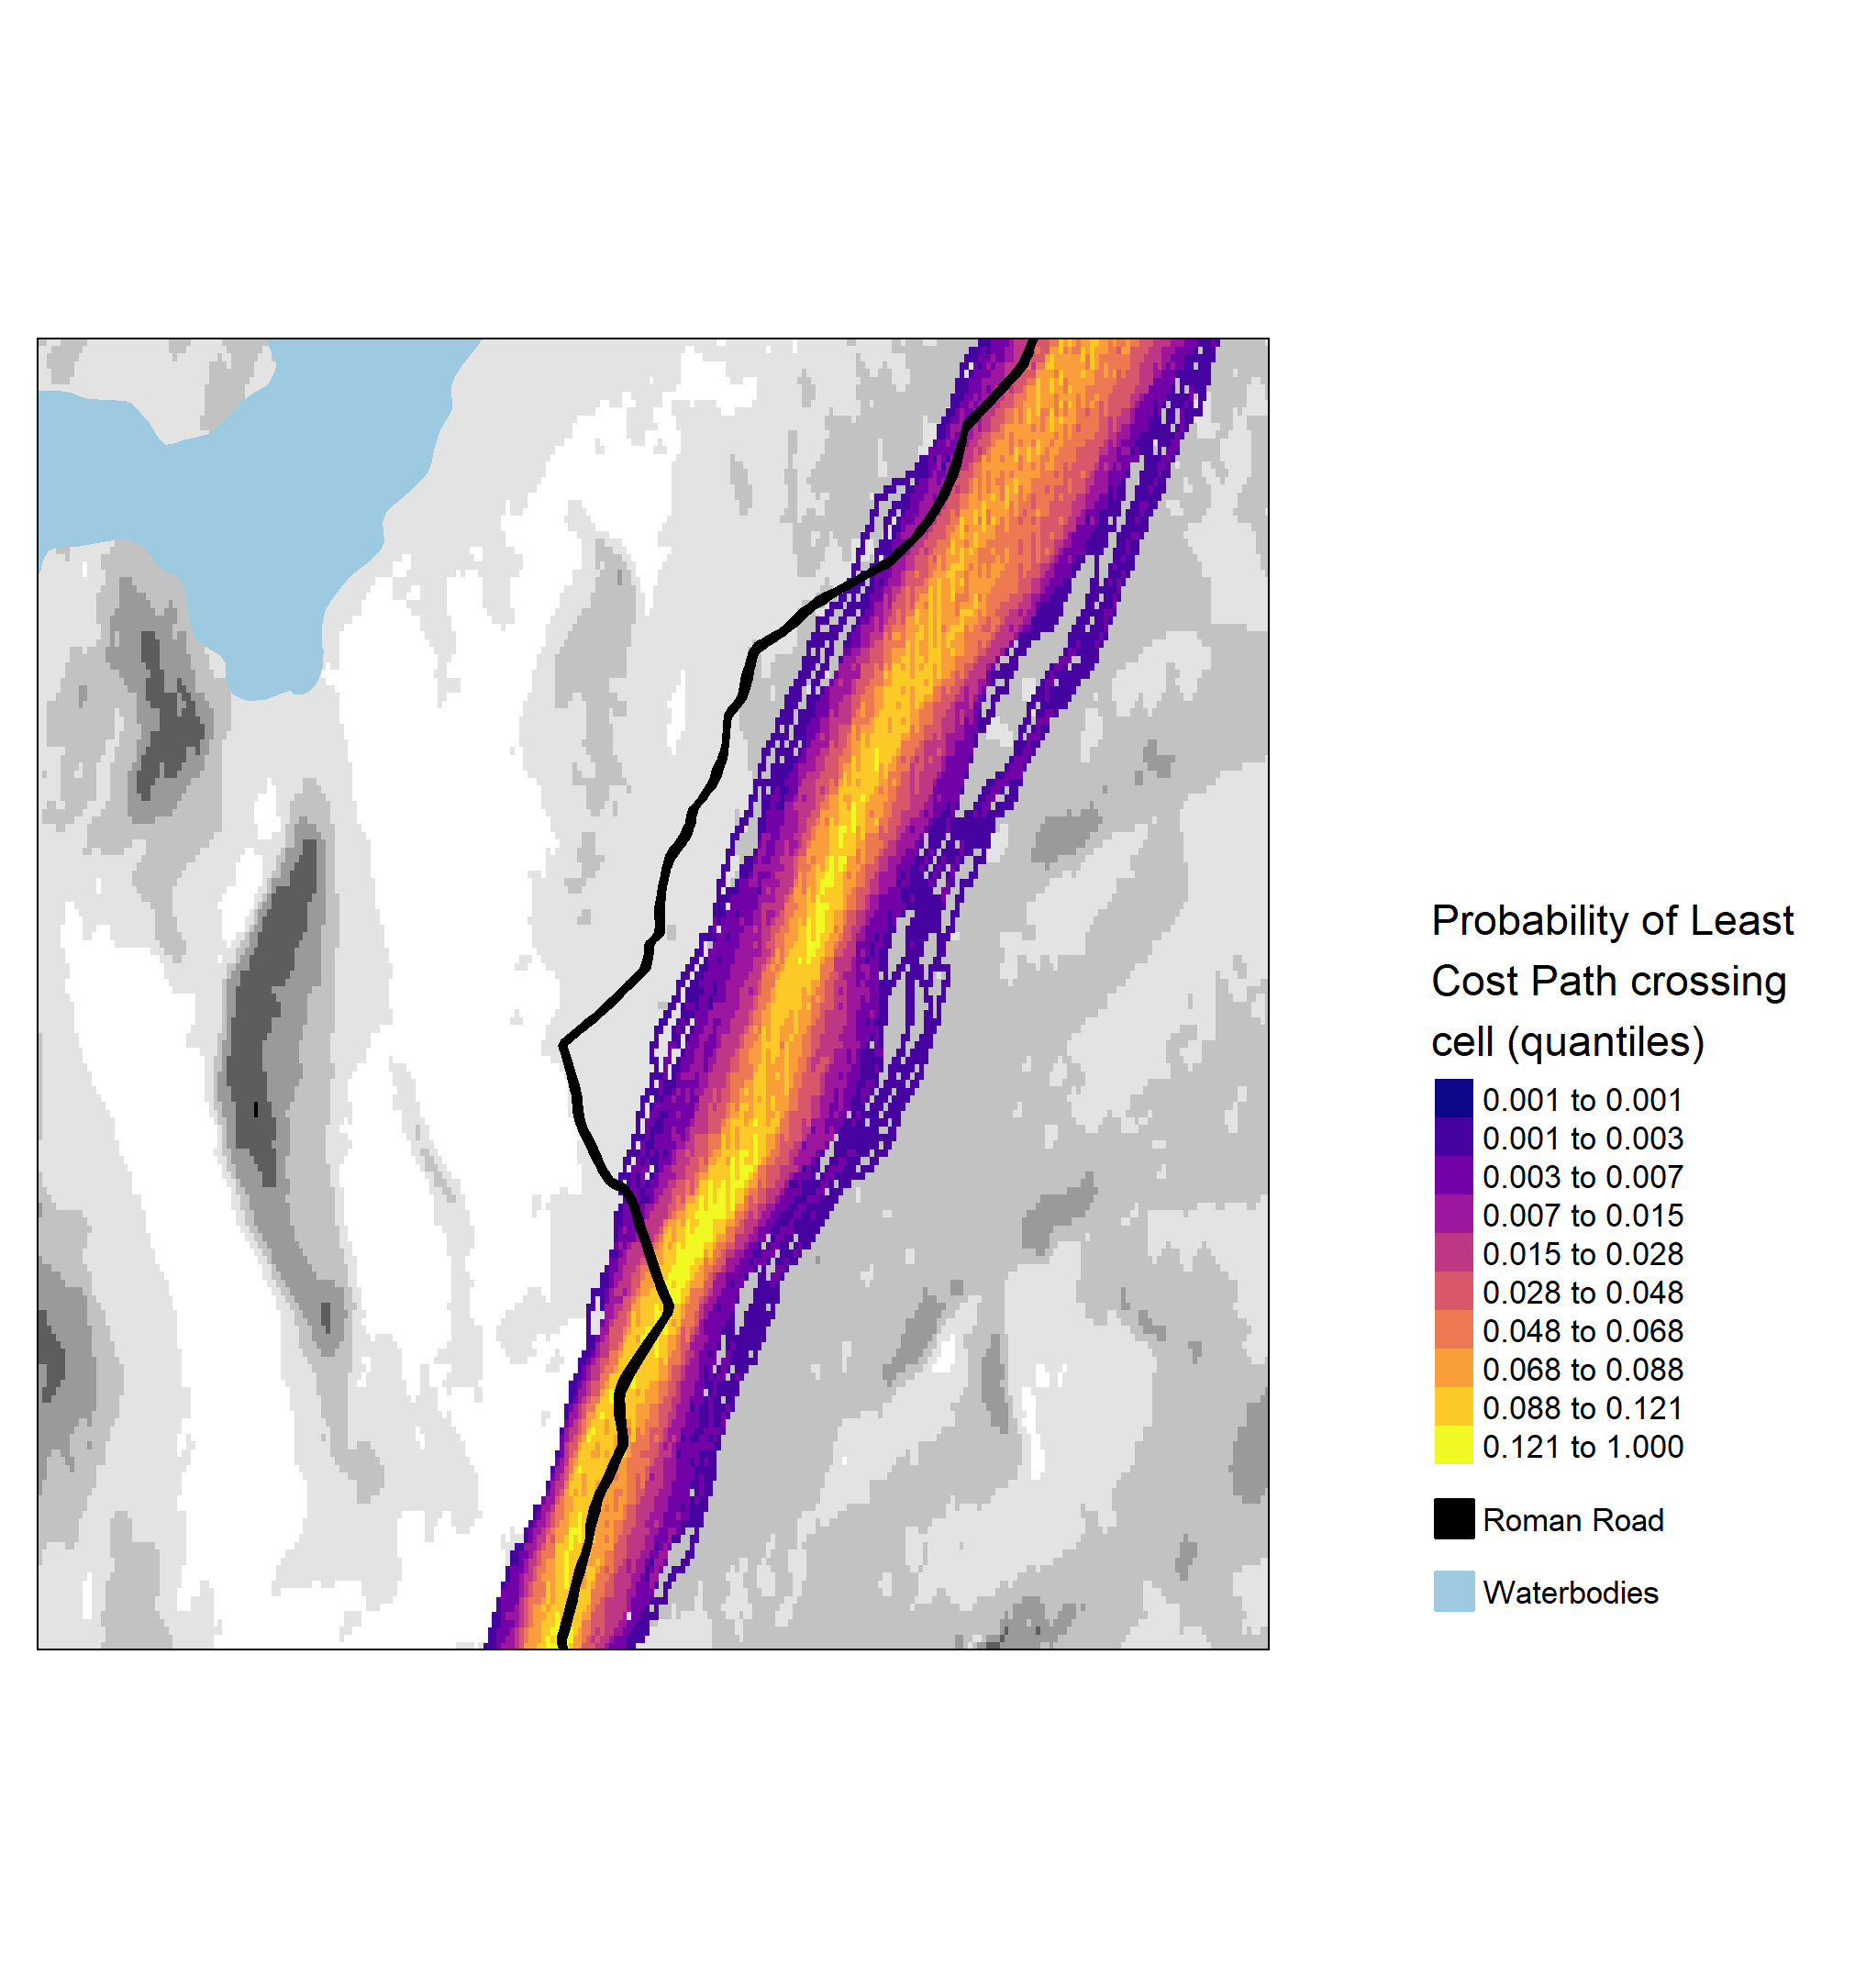 Probability of Least
Cost Path crossing
cell (quantiles)
0.001 to 0.001
0.001 to 0.003
0.003 to 0.007
0.007 to 0.015
0.015 to 0.028
0.028 to 0.048
0.048 to 0.068
0.068 to 0.088
0.088 to 0.121
0.121 to 1.000
Roman Road
Waterbodies